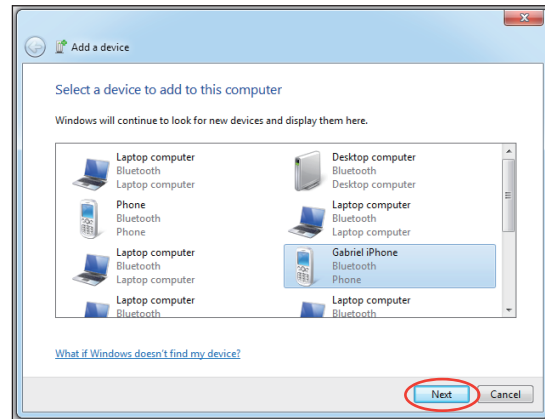 Add a device
Select a device to add to this computer
Windows will continue to look for new devices and display them here.
Laptop computer
Bluetooth
Laptop computer
Desktop computer
Bluetooth
Desktop computer
Phone
Bluetooth
Phone
Laptop computer
Bluetooth
Laptop computer
Laptop computer
Bluetooth
Laptop computer
Gabriel iPhone
Bluetooth
Phone
Laptop computer
Bluetooth
Laptop computer
Bluetooth
What if Windows doesn't find my device?
Next
Cancel